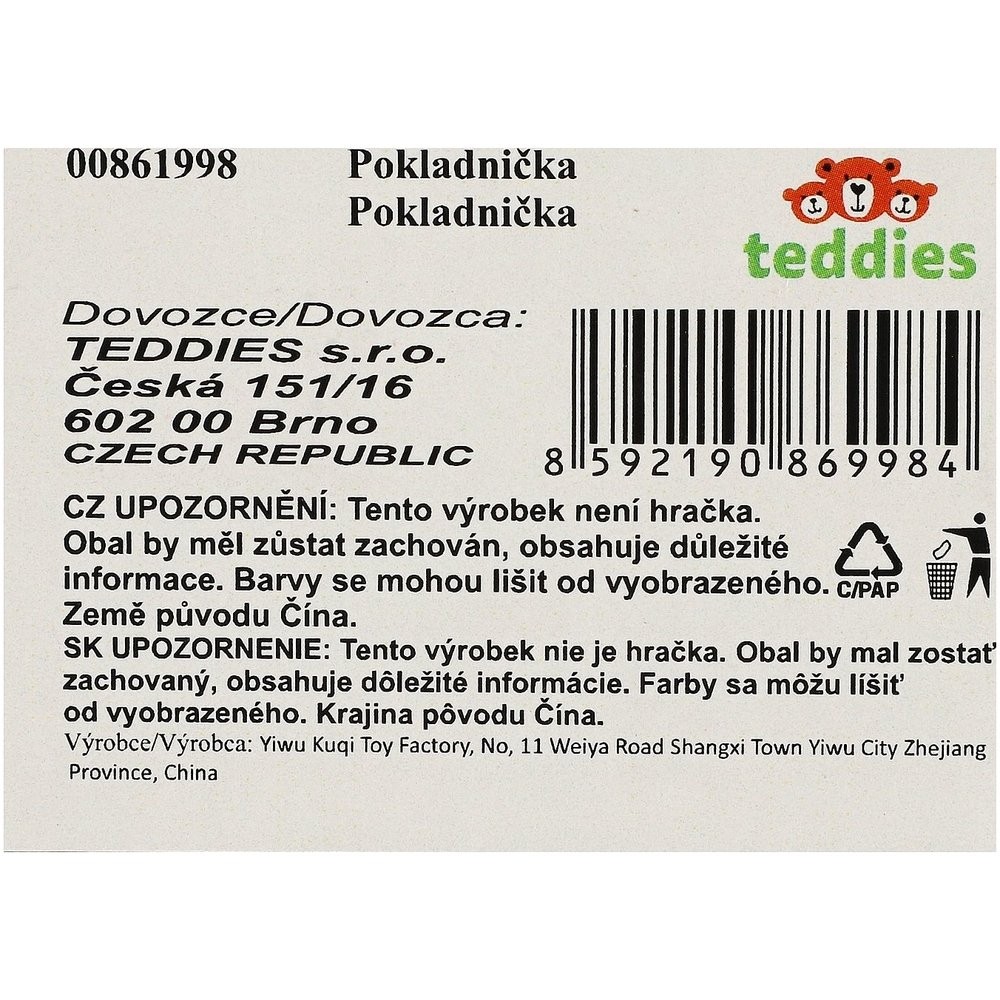 00861998 Pokladnička
Pokladnička
teddies
Dovozce/Dovozca:
TEDDIES s.r.o.
Česká 151/16
602 00 Brno
CZECH REPUBLIC
8 592190 869984
CZ UPOZORNĚNÍ: Tento výrobek není hračka.
Obal by měl zůstat zachován, obsahuje důležité
informace. Barvy se mohou lišit od vyobrazeného.
Země původu Čína.
C/PAP
SK UPOZORNENIE: Tento výrobek nie je hračka. Obal by mal zostať
zachovaný, obsahuje dôležité informácie. Farby sa môžu líšiť
od vyobrazeného. Krajina pôvodu Čína.
Výrobce/Výrobca: Yiwu Kuqi Toy Factory, No, 11 Weiya Road Shangxi Town Yiwu City Zhejiang
Province, China